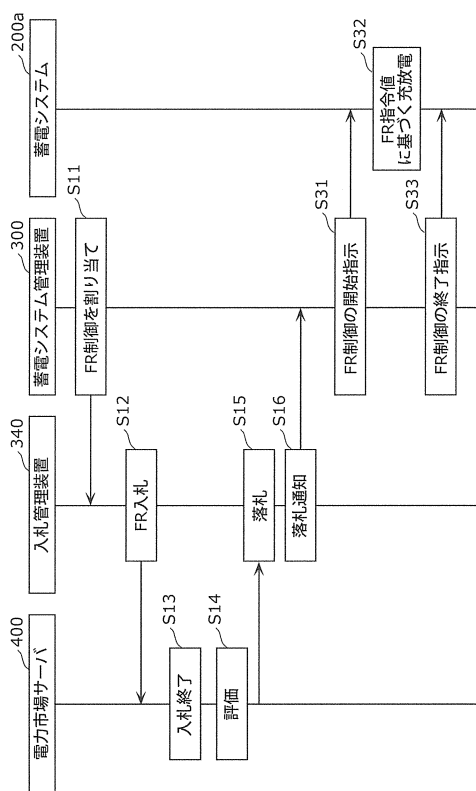 400
電力市場サーバ
340
入札管理装置
300
蓄電システム管理装置
200a
蓄電システム
S11
FR制御を割り当て
S12
FR入札
S13
入札終了
S14
評価
S15
落札
S16
落札通知
S31
FR制御の開始指示
S32
FR指令値
に基づく充放電
S33
FR制御の終了指示